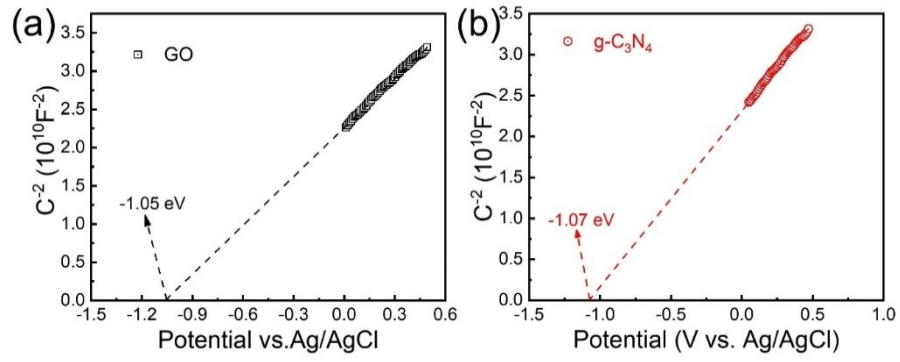 (a)
GO
C⁻² (10¹⁰F⁻²)
3.5
3.0
2.5
2.0
1.5
1.0
0.5
0.0
-1.05 eV
-1.5 -1.2 -0.9 -0.6 -0.3 0.0 0.3 0.6
Potential vs.Ag/AgCl
(b)
g-C₃N₄
C⁻² (10¹⁰F⁻²)
3.5
3.0
2.5
2.0
1.5
1.0
0.5
0.0
-1.07 eV
-1.5 -1.0 -0.5 0.0 0.5 1.0
Potential (V vs. Ag/AgCl)